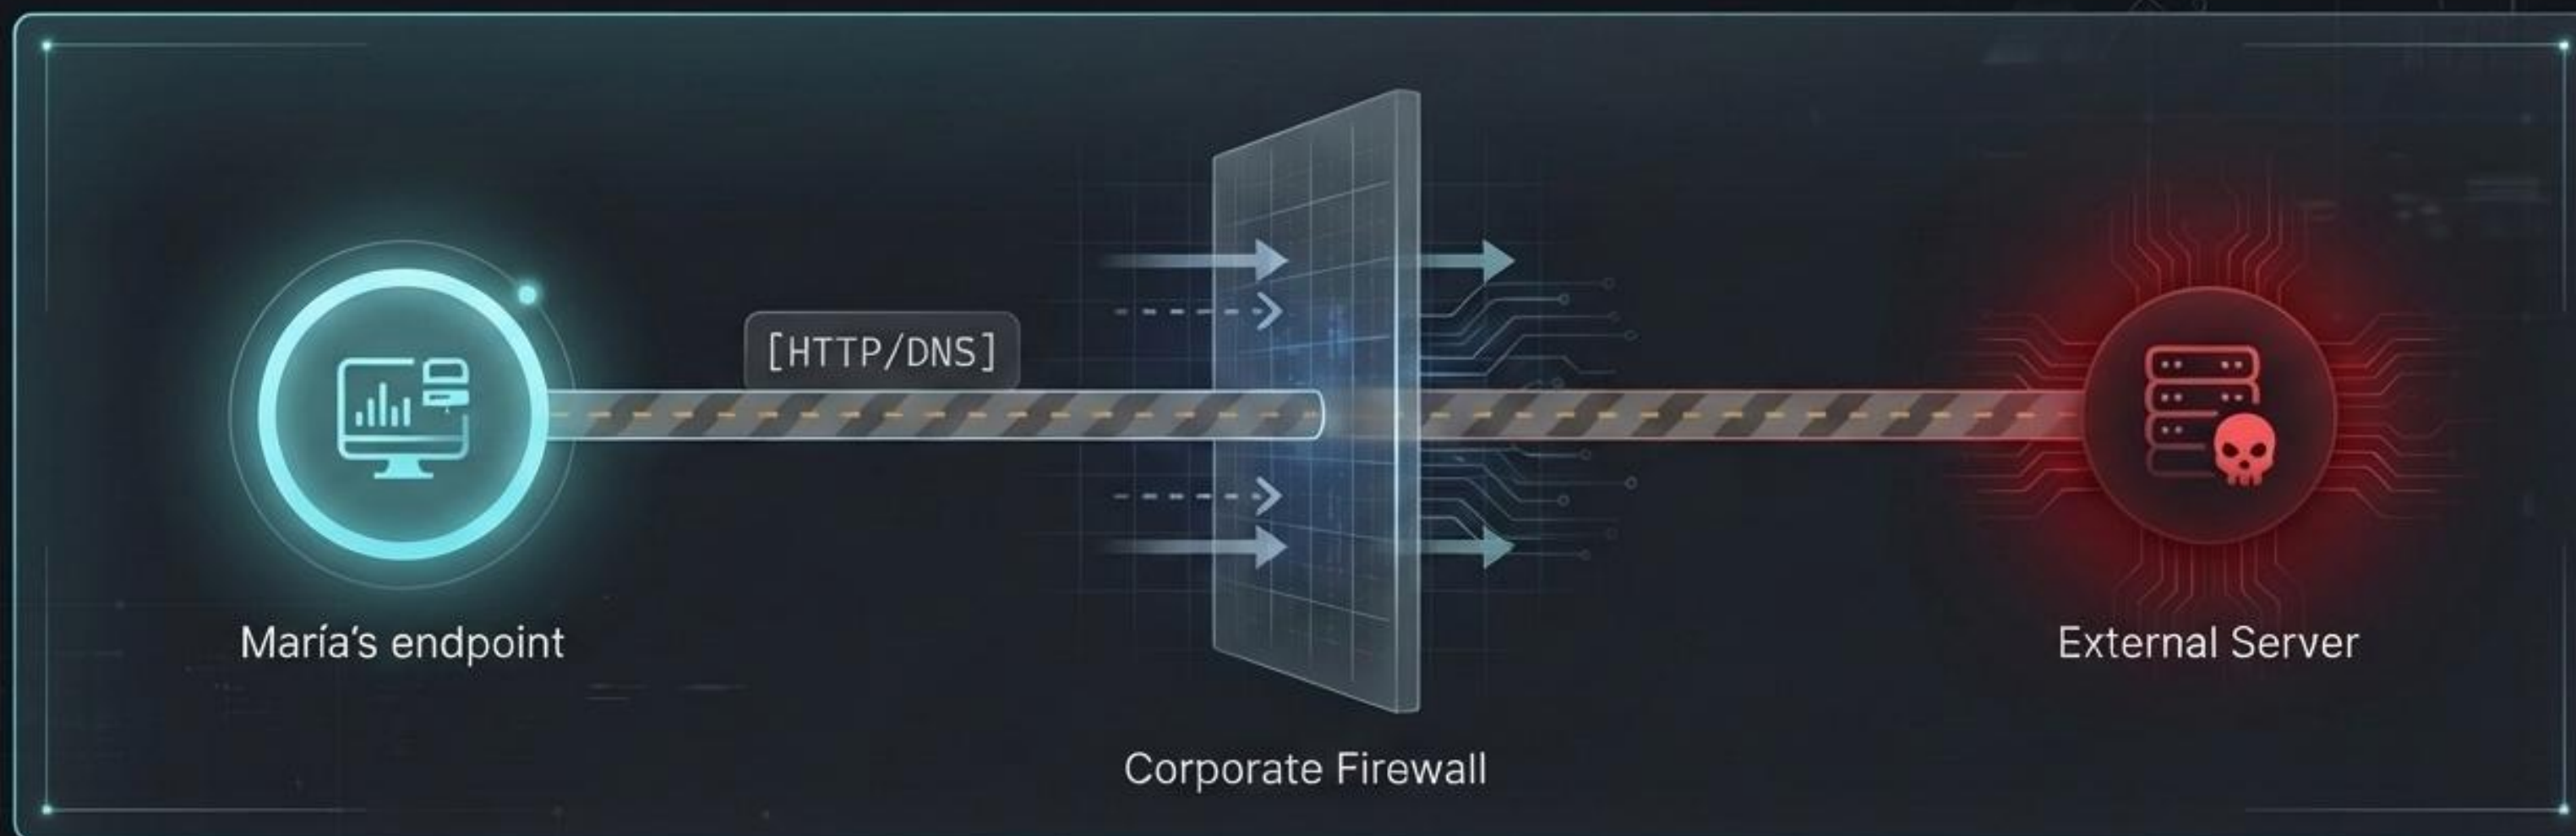 [HTTP/DNS]
María's endpoint
External Server
Corporate Firewall